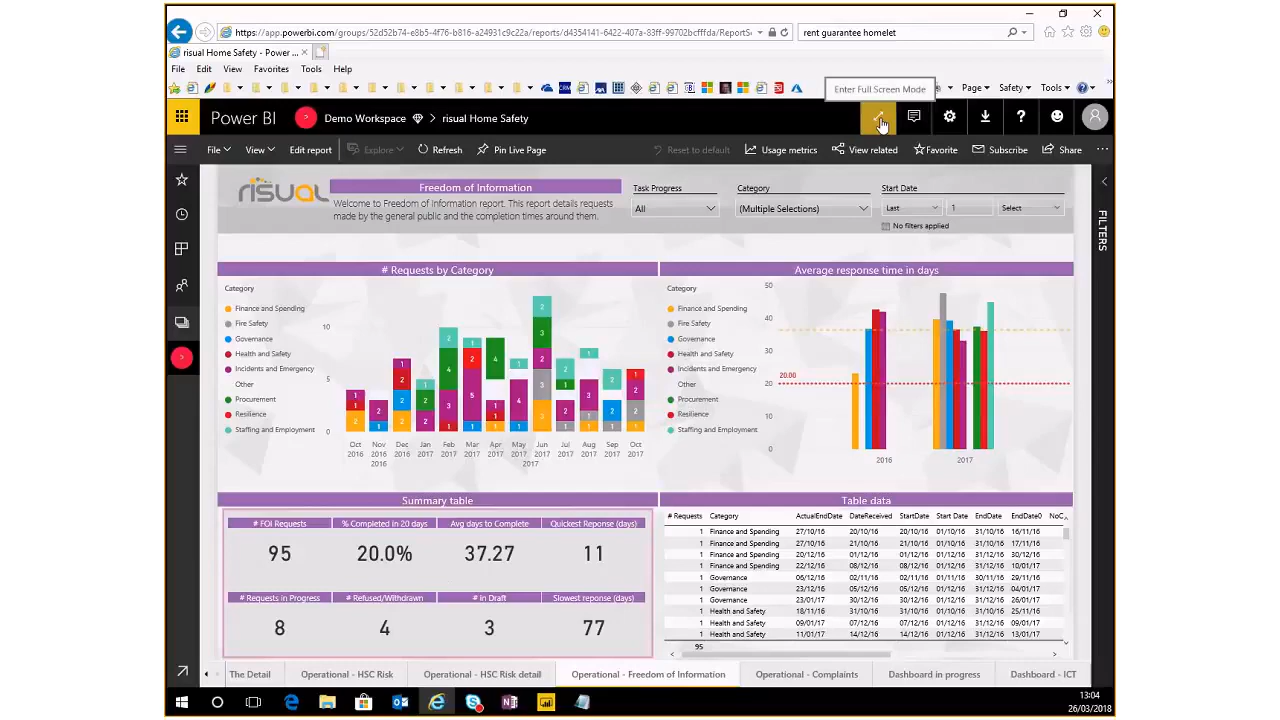 https://app.powerbi.com/groups/52d52b74-e8b5-4f76-b816-a24931c9c22a/reports/d4354141-6422-407a-83ff-99702bcfffda/ReportSe
rent guarantee homelet
risual Home Safety - Power ...
File Edit View Favorites Tools Help
CRM
Enter Full Screen Mode
Page Safety Tools
Power BI Demo Workspace > risual Home Safety
File View Edit report Explore Refresh Pin Live Page Reset to default Usage metrics View related Favorite Subscribe Share ...
risual
Freedom of Information
Welcome to Freedom of Information report. This report details requests
made by the general public and the completion times around them.
Task Progress
All
Category
(Multiple Selections)
Start Date
Last 1 Select
No filters applied
FILTERS
# Requests by Category
Category
Finance and Spending
Fire Safety
Governance
Health and Safety
Incidents and Emergency
Other
Procurement
Resilience
Staffing and Employment
10
5
0
Oct Nov Dec Jan Feb Mar Apr May Jun Jul Aug Sep Oct
2016 2016 2016 2017 2017 2017 2017 2017 2017 2017 2017 2017 2017
2016 2017
Average response time in days
Category
Finance and Spending
Fire Safety
Governance
Health and Safety
Incidents and Emergency
Other
Procurement
Resilience
Staffing and Employment
50
40
30
20.00
20
10
0
2016 2017
Summary table
# FOI Requests % Completed in 20 days Avg days to Complete Quickest Reponse (days)
95 20.0% 37.27 11
# Requests in Progress # Refused/Withdrawn # In Draft Slowest reponse (days)
8 4 3 77
Table data
# Requests Category ActualEndDate DateReceived StartDate Start Date EndDate EndDate0 NoC
1 Finance and Spending 27/10/16 20/10/16 20/10/16 01/10/16 31/10/16 16/11/16
1 Finance and Spending 27/10/16 21/10/16 21/10/16 01/10/16 31/10/16 17/11/16
1 Finance and Spending 20/12/16 01/12/16 01/12/16 01/12/16 31/12/16 30/12/16
1 Finance and Spending 22/12/16 08/12/16 08/12/16 01/12/16 31/12/16 10/01/17
1 Governance 06/12/16 02/11/16 02/11/16 01/11/16 30/11/16 29/11/16
1 Governance 23/12/16 05/12/16 05/12/16 01/12/16 31/12/16 04/01/17
1 Governance 23/01/17 30/12/16 30/12/16 01/12/16 31/12/16 26/01/17
1 Health and Safety 18/11/16 31/10/16 31/10/16 01/10/16 31/10/16 25/11/16
1 Health and Safety 09/01/17 07/12/16 07/12/16 01/12/16 31/12/16 09/01/17
1 Health and Safety 11/01/17 14/12/16 14/12/16 01/12/16 31/12/16 13/01/17
95
The Detail Operational - HSC Risk Operational - HSC Risk detail Operational - Freedom of Information Operational - Complaints Dashboard in progress Dashboard - ICT
13:04
26/03/2018